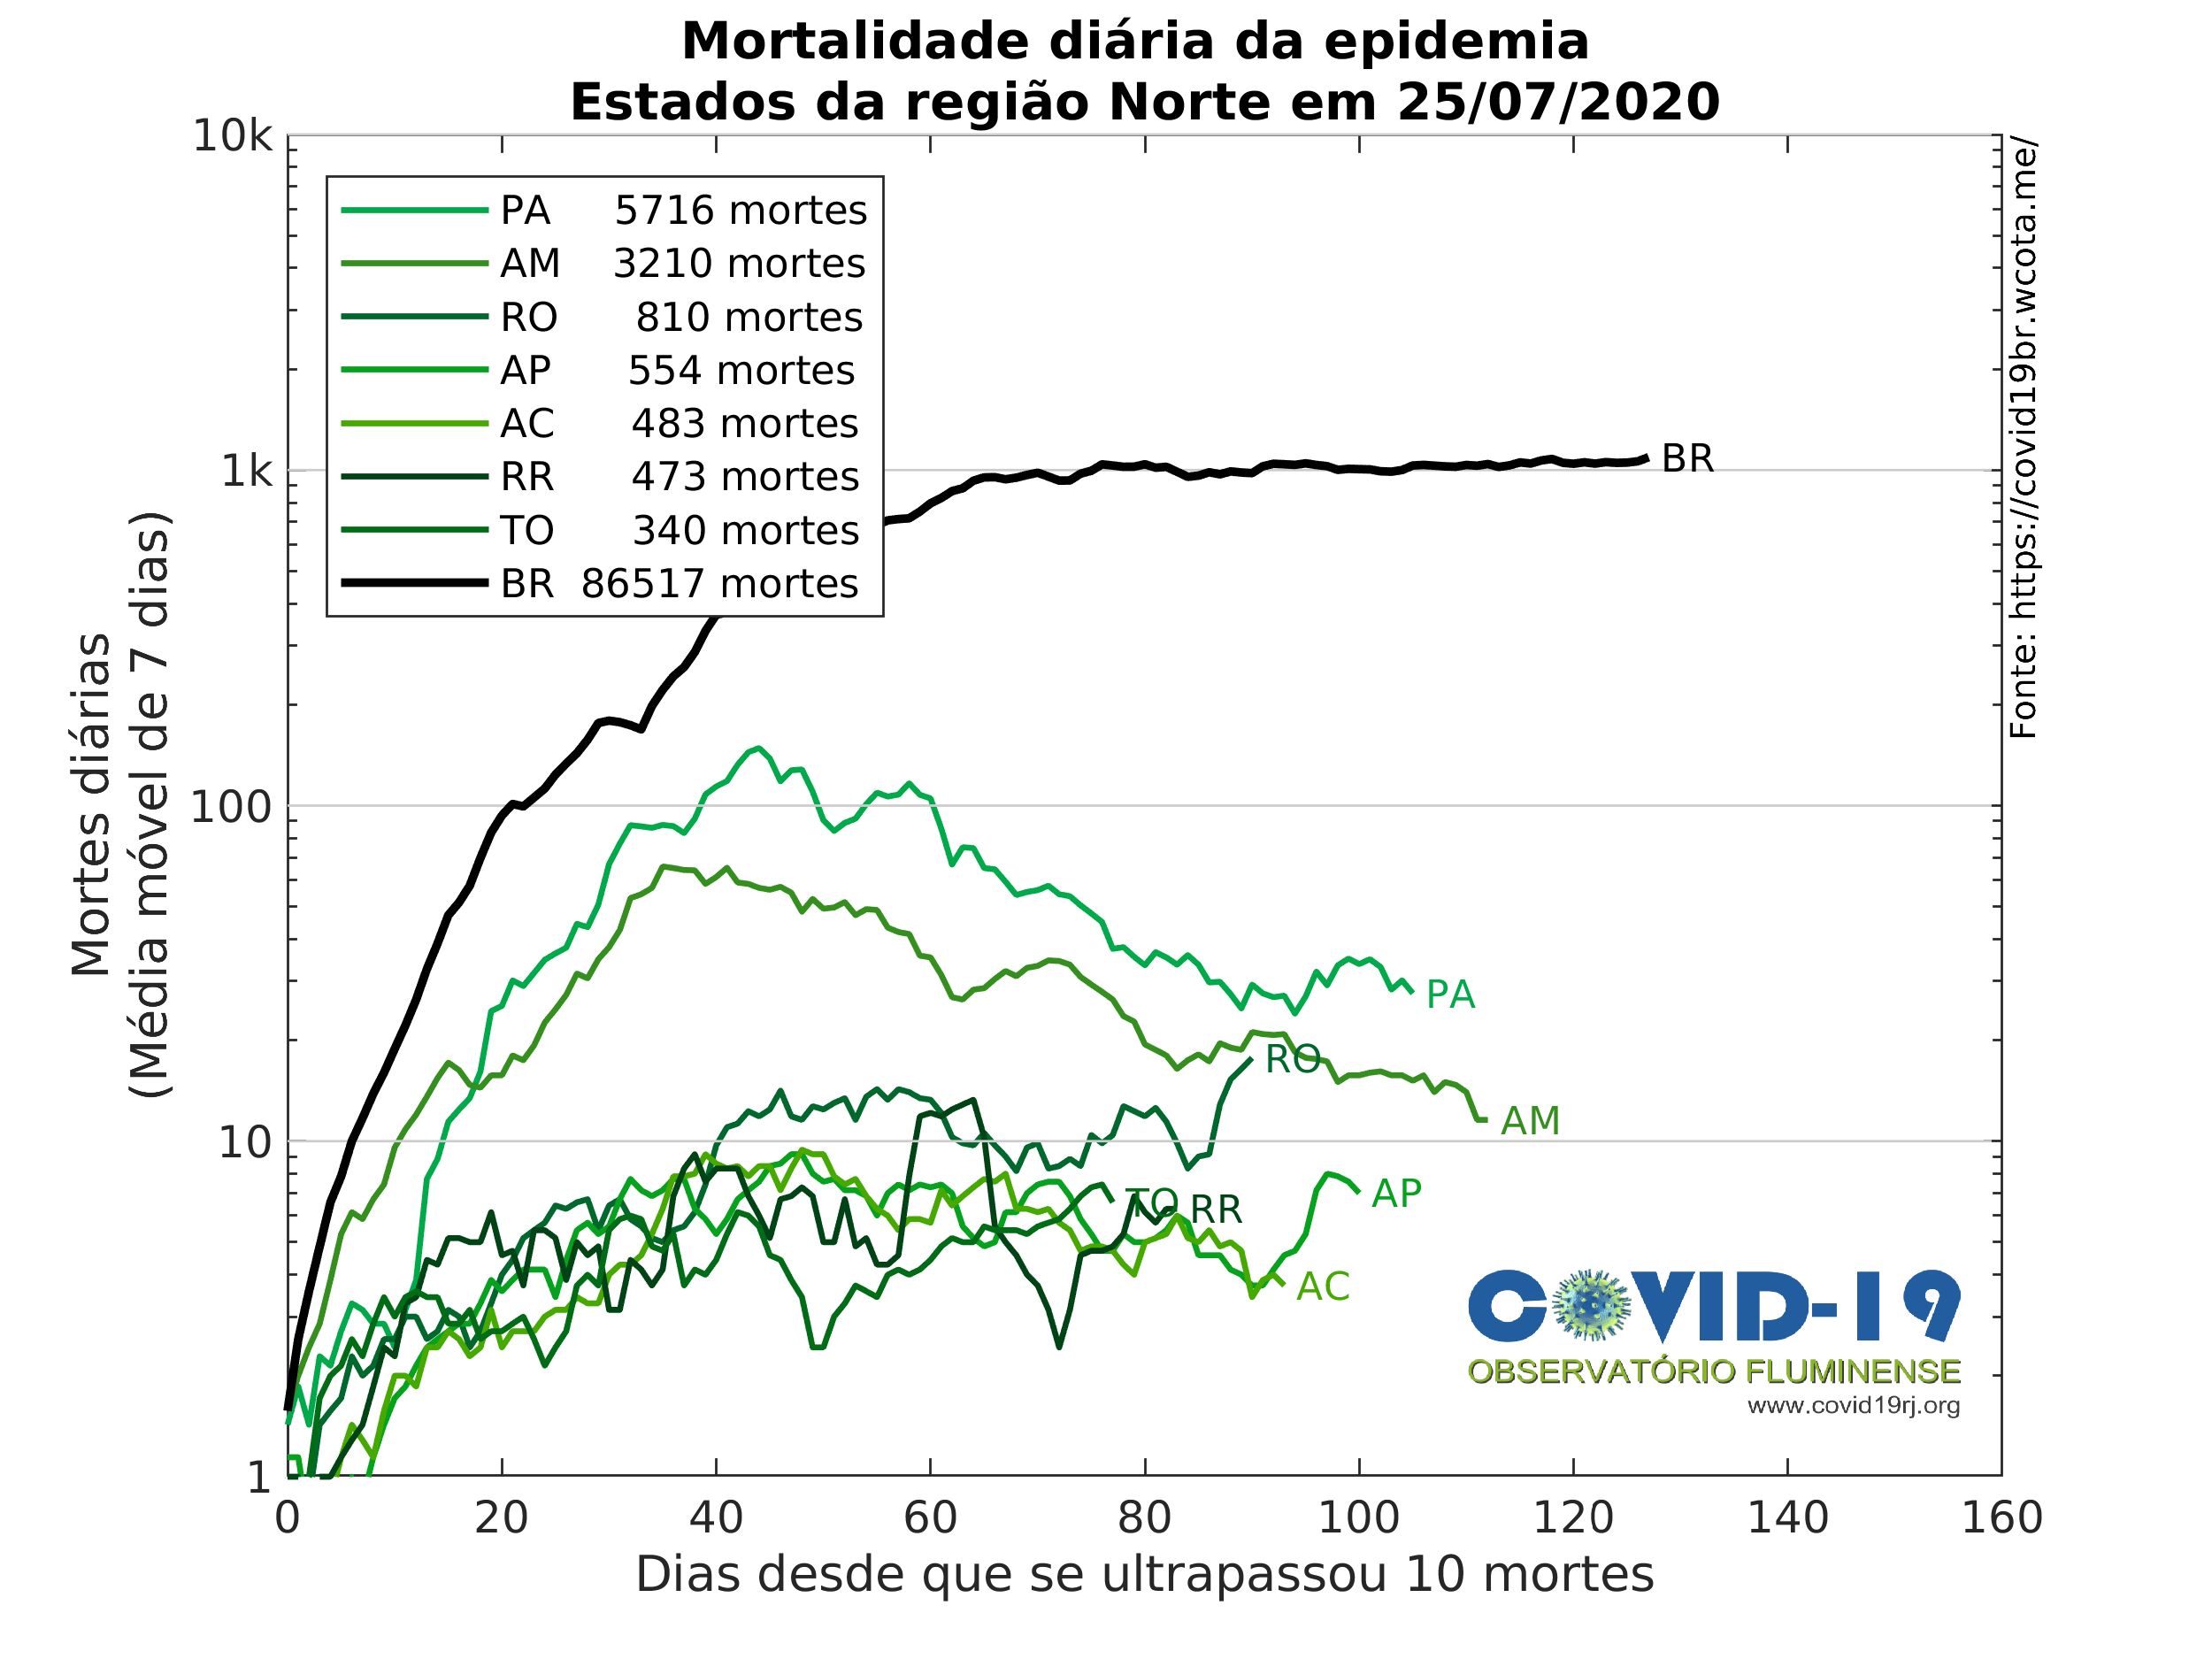 Mortalidade diária da epidemia
Estados da região Norte em 25/07/2020
10k
1k
100
10
1
Mortes diárias
(Média móvel de 7 dias)
PA 5716 mortes
AM 3210 mortes
RO 810 mortes
AP 554 mortes
AC 483 mortes
RR 473 mortes
TO 340 mortes
BR 86517 mortes
BR
PA
RO
AM
TO
RR
AP
AC
Fonte: https://covid19br.wcota.me/
COVID-19
OBSERVATÓRIO FLUMINENSE
www.covid19rj.org
0 20 40 60 80 100 120 140 160
Dias desde que se ultrapassou 10 mortes